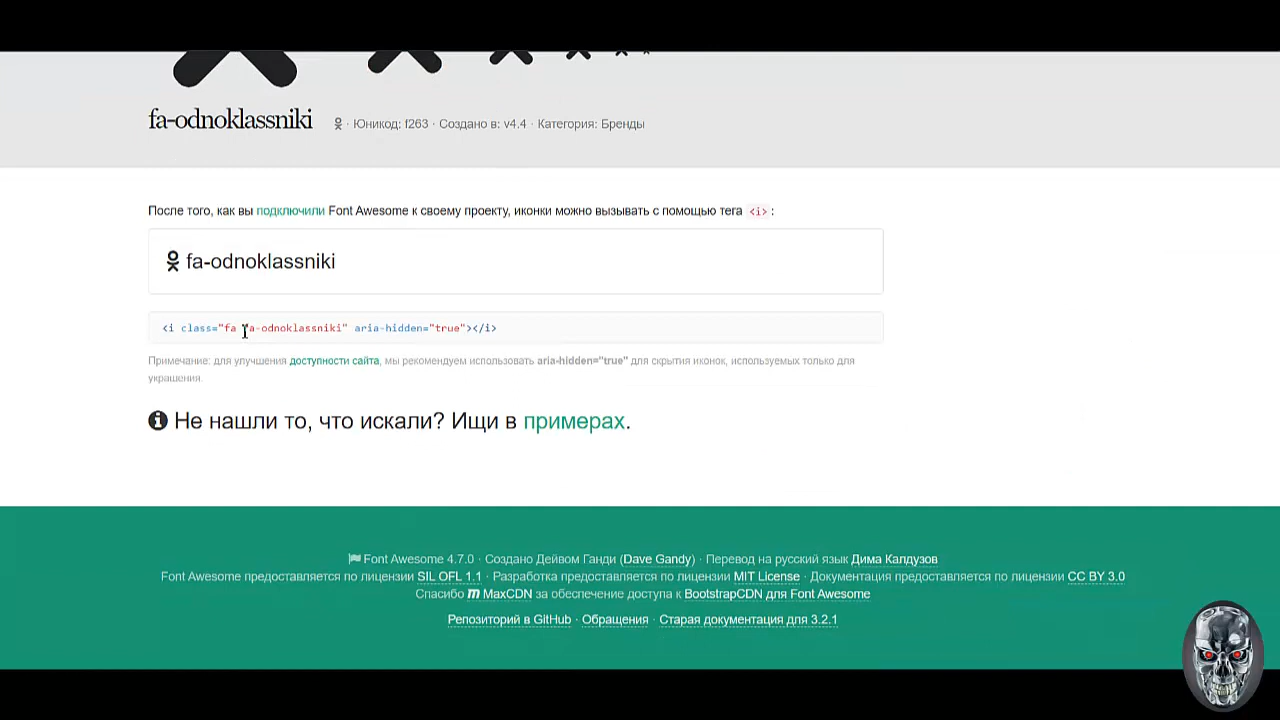 fa-odnoklassniki · Юникод: f263 · Создано в: v4.4 · Категория: Бренды
После того, как вы подключили Font Awesome к своему проекту, иконки можно вызывать с помощью тега <i> :
fa-odnoklassniki
<i class="fa fa-odnoklassniki" aria-hidden="true"></i>
Примечание: для улучшения доступности сайта, мы рекомендуем использовать aria-hidden="true" для скрытия иконок, используемых только для
украшения.
Не нашли то, что искали? Ищи в примерах.
Font Awesome 4.7.0 · Создано Дейвом Ганди (Dave Gandy) · Перевод на русский язык Дима Калдузов
Font Awesome предоставляется по лицензии SIL OFL 1.1 · Разработка предоставляется по лицензии MIT License · Документация предоставляется по лицензии CC BY 3.0
Спасибо MaxCDN за обеспечение доступа к BootstrapCDN для Font Awesome
Репозиторий в GitHub · Обращения · Старая документация для 3.2.1